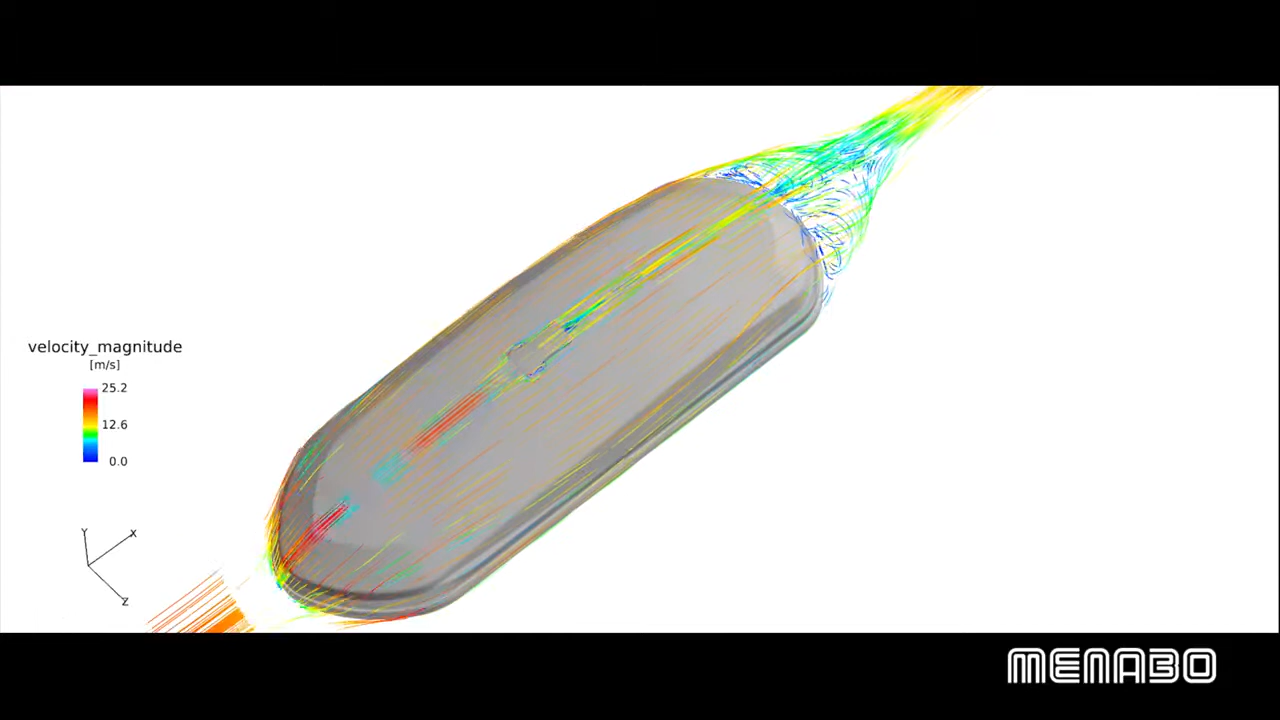 velocity_magnitude
[m/s]
25.2
12.6
0.0
Y
X
Z
MENABO